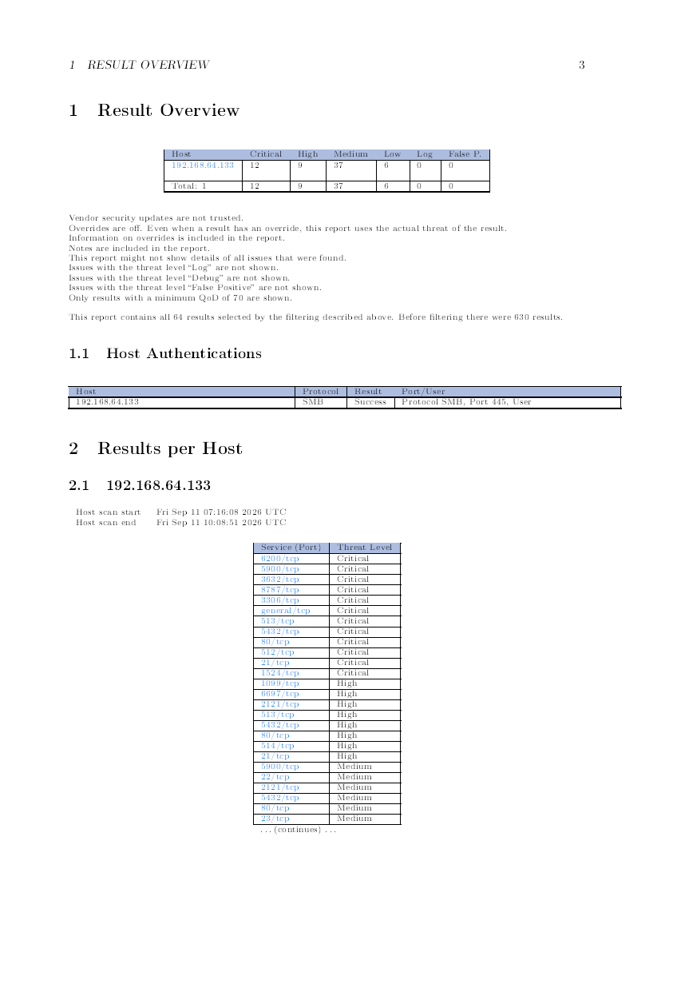 1 RESULT OVERVIEW 3
1 Result Overview
Host Critical High Medium Low Log False P.
192.168.64.133 12 9 37 6 0 0
Total: 1 12 9 37 6 0 0
Vendor security updates are not trusted.
Overrides are off. Even when a result has an override, this report uses the actual threat of the result.
Information on overrides is included in the report.
Notes are included in the report.
This report might not show details of all issues that were found.
Issues with the threat level “Log” are not shown.
Issues with the threat level “Debug” are not shown.
Issues with the threat level “False Positive” are not shown.
Only results with a minimum QoD of 70 are shown.
This report contains all 64 results selected by the filtering described above. Before filtering there were 630 results.
1.1 Host Authentications
Host Protocol Result Port/User
192.168.64.133 SMB Success Protocol SMB, Port 445, User
2 Results per Host
2.1 192.168.64.133
Host scan start Fri Sep 11 07:16:08 2026 UTC
Host scan end Fri Sep 11 10:08:51 2026 UTC
Service (Port) Threat Level
6200/tcp Critical
5900/tcp Critical
3632/tcp Critical
8787/tcp Critical
3306/tcp Critical
general/tcp Critical
513/tcp Critical
5432/tcp Critical
80/tcp Critical
512/tcp Critical
21/tcp Critical
1524/tcp Critical
1099/tcp High
6697/tcp High
2121/tcp High
513/tcp High
5432/tcp High
80/tcp High
514/tcp High
21/tcp High
5900/tcp Medium
22/tcp Medium
2121/tcp Medium
5432/tcp Medium
80/tcp Medium
23/tcp Medium
. . . (continues) . . .